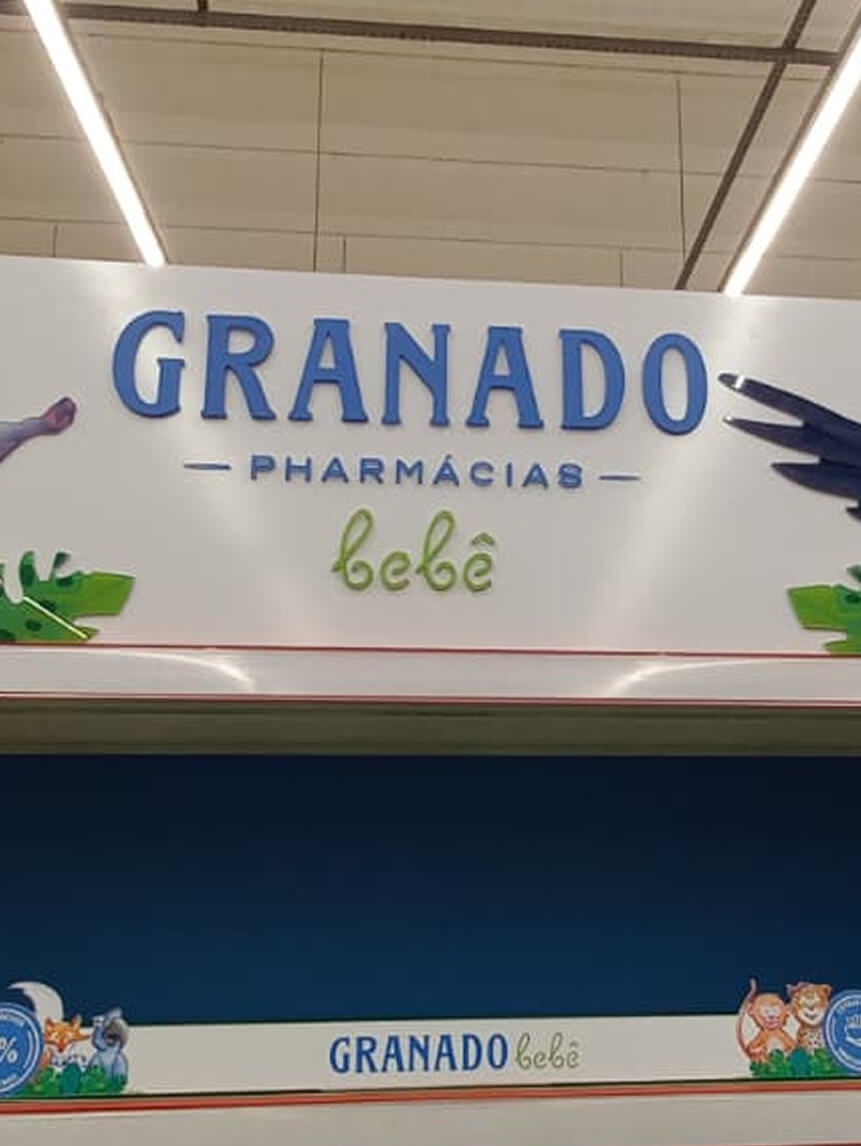 GRANADO
PHARMÁCIAS
bebê
%
GRANADO bebê